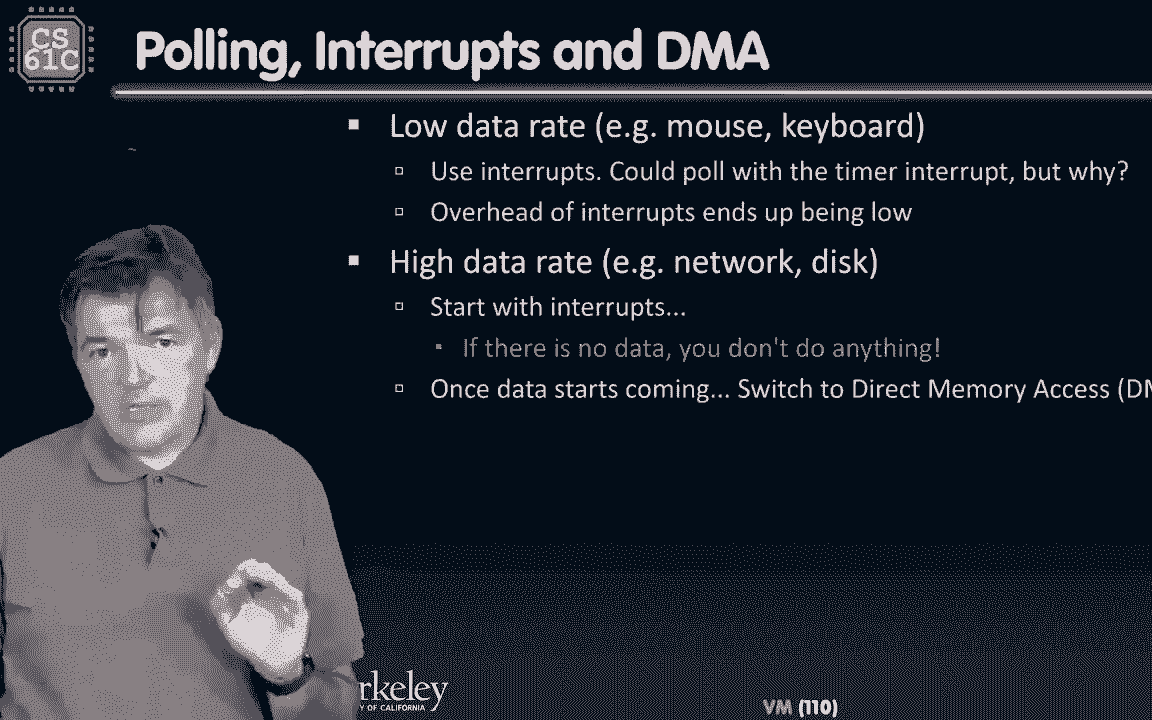 CS
61C
Polling, Interrupts and DMA
▪ Low data rate (e.g. mouse, keyboard)
▫ Use interrupts. Could poll with the timer interrupt, but why?
▫ Overhead of interrupts ends up being low
▪ High data rate (e.g. network, disk)
▫ Start with interrupts...
▪ If there is no data, you don't do anything!
▫ Once data starts coming... Switch to Direct Memory Access (DM
rkeley
Y OF CALIFORNIA
VM (110)